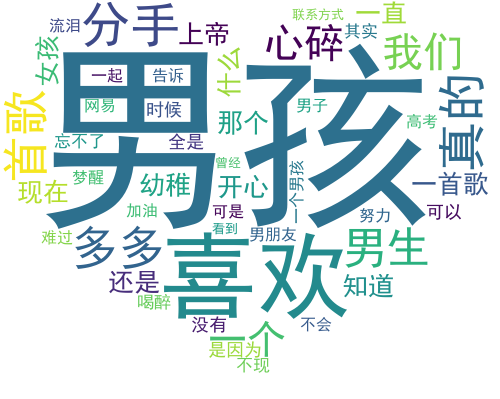 流泪
分手
上帝
联系方式
一直
心碎
其实
我们
女孩
什么
一起
告诉
男孩
首歌
网易
时候
那个
男子
真的
高考
忘不了
全是
曾经
一个男孩
现在
梦醒
幼稚
开心
一首歌
加油
可是
努力
可以
难过
多多
看到
男朋友
喜欢
男生
还是
知道
喝醉
没有
一个
不会
是因为
不现